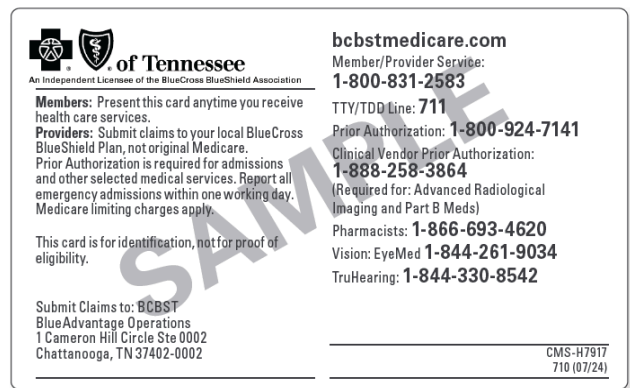 of Tennessee
An Independent Licensee of the BlueCross BlueShield Association
Members: Present this card anytime you receive
health care services.
Providers: Submit claims to your local BlueCross
BlueShield Plan, not original Medicare.
Prior Authorization is required for admissions
and other selected medical services. Report all
emergency admissions within one working day.
Medicare limiting charges apply.
This card is for identification, not for proof of
eligibility.
Submit Claims to: BCBST
BlueAdvantage Operations
1 Cameron Hill Circle Ste 0002
Chattanooga, TN 37402-0002
bcbstmedicare.com
Member/Provider Service:
1-800-831-2583
TTY/TDD Line: 711
Prior Authorization: 1-800-924-7141
Clinical Vendor Prior Authorization:
1-888-258-3864
(Required for: Advanced Radiological
Imaging and Part B Meds)
Pharmacists: 1-866-693-4620
Vision: EyeMed 1-844-261-9034
TruHearing: 1-844-330-8542
CMS-H7917
710 (07/24)
SAMPLE